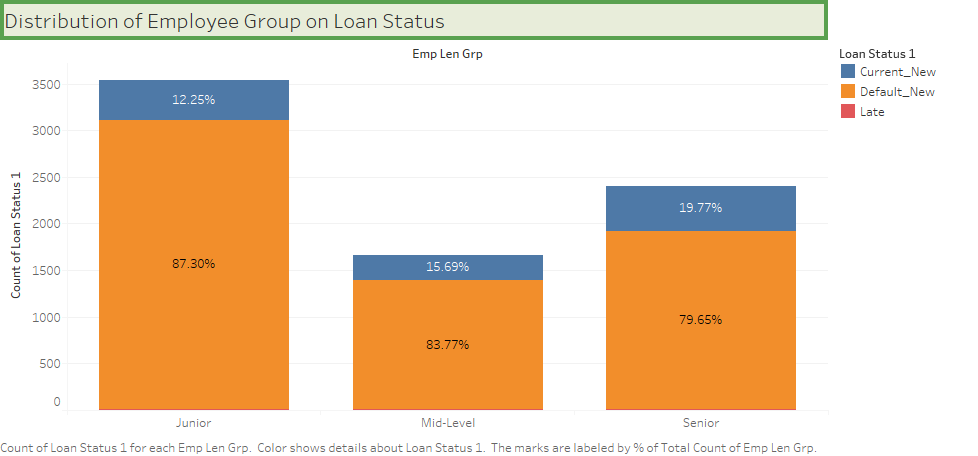 Distribution of Employee Group on Loan Status
Emp Len Grp
Loan Status 1
Current_New
Default_New
Late
Count of Loan Status 1
3500
3000
2500
2000
1500
1000
500
0
12.25%
87.30%
15.69%
83.77%
19.77%
79.65%
Junior
Mid-Level
Senior
Count of Loan Status 1 for each Emp Len Grp. Color shows details about Loan Status 1. The marks are labeled by % of Total Count of Emp Len Grp.